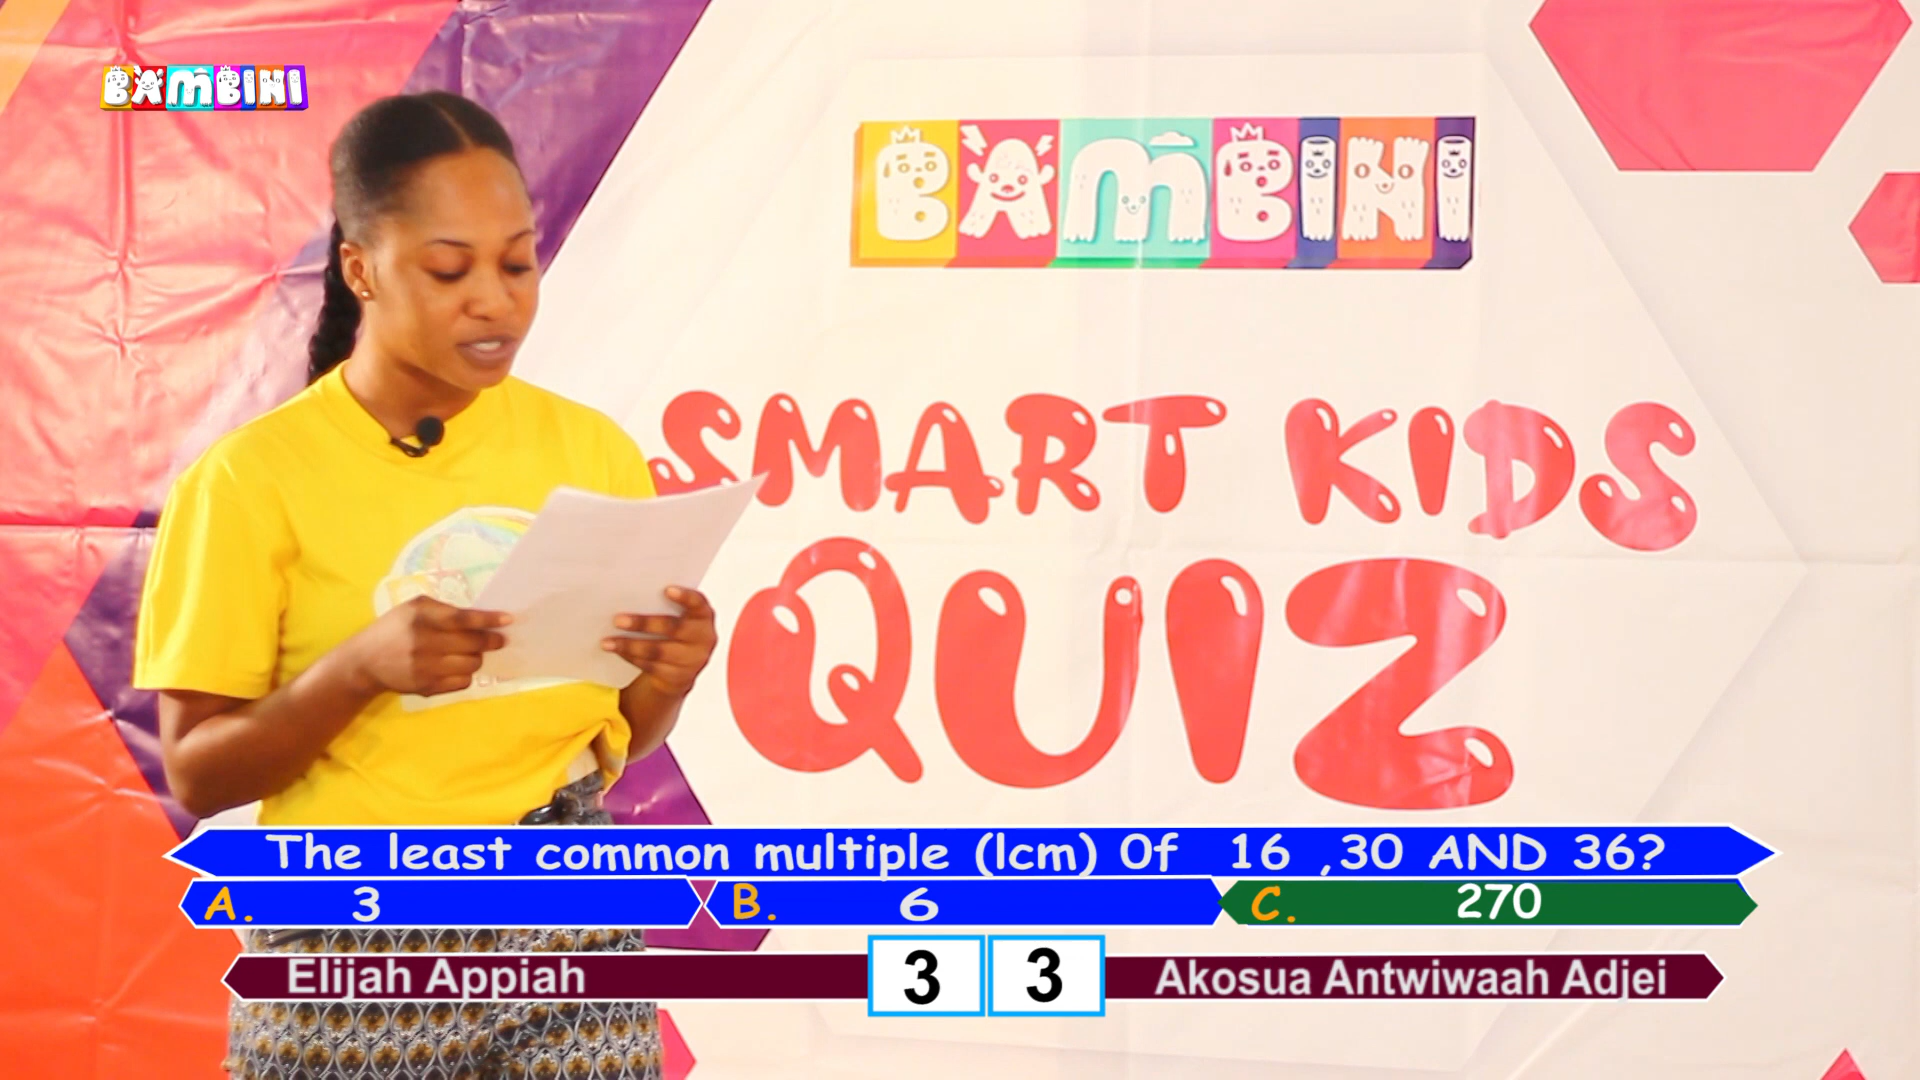 BAMBINI
BAMBINI
SMART KIDS
QUIZ
The least common multiple (lcm) Of 16 ,30 AND 36?
A. 3
B. 6
C. 270
Elijah Appiah 3
3 Akosua Antwiwaah Adjei